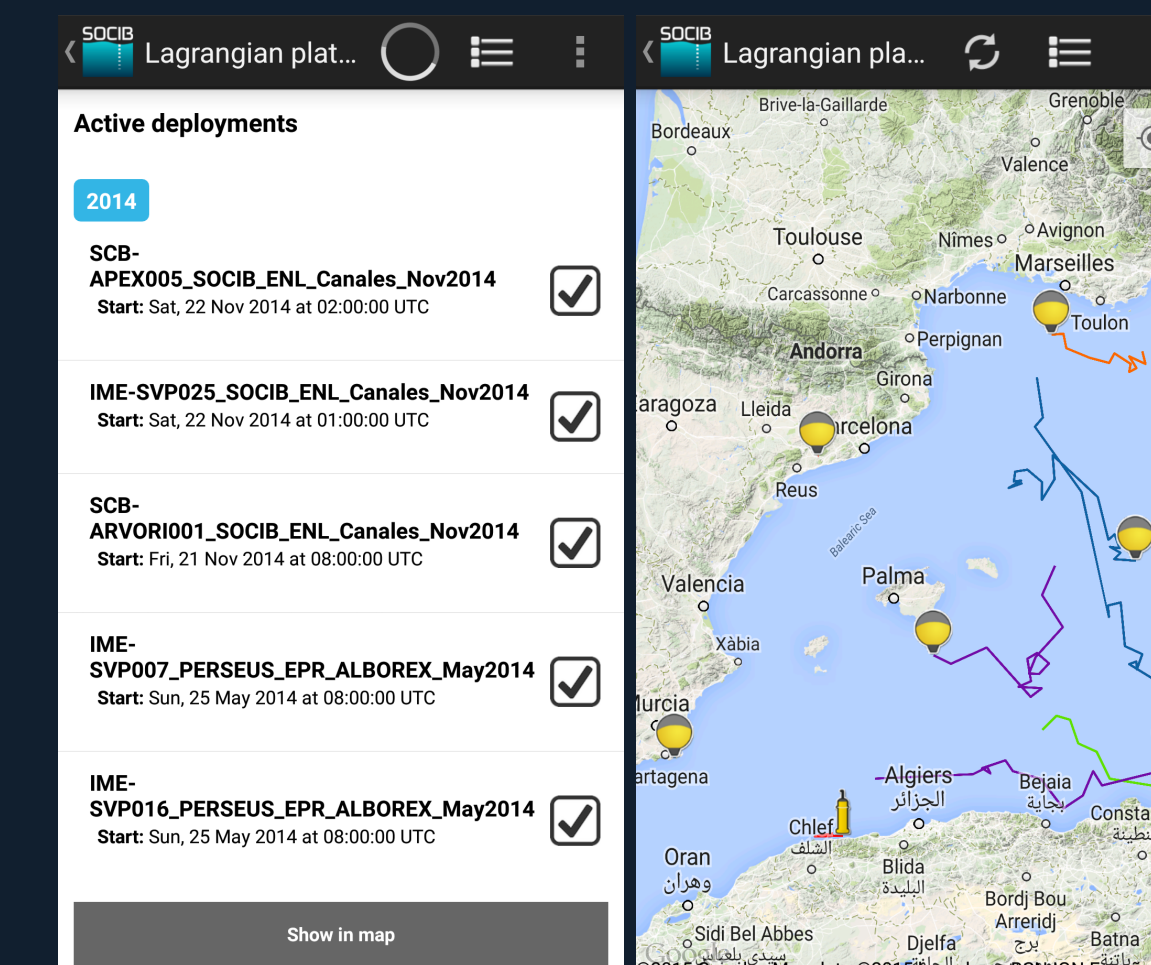 SOCIB
Lagrangian plat...
Active deployments
2014
SCB-
APEX005_SOCIB_ENL_Canales_Nov2014
Start: Sat, 22 Nov 2014 at 02:00:00 UTC
IME-SVP025_SOCIB_ENL_Canales_Nov2014
Start: Sat, 22 Nov 2014 at 01:00:00 UTC
SCB-
ARVORI001_SOCIB_ENL_Canales_Nov2014
Start: Fri, 21 Nov 2014 at 08:00:00 UTC
IME-
SVP007_PERSEUS_EPR_ALBOREX_May2014
Start: Sun, 25 May 2014 at 08:00:00 UTC
IME-
SVP016_PERSEUS_EPR_ALBOREX_May2014
Start: Sun, 25 May 2014 at 08:00:00 UTC
Show in map
SOCIB
Lagrangian pla...
Brive-la-Gaillarde
Grenoble
Bordeaux
Valence
Toulouse
Nîmes
Avignon
Marseilles
Carcassonne
Narbonne
Toulon
Perpignan
Andorra
Girona
aragoza
Lleida
rcelona
Reus
Balearic Sea
Palma
Valencia
Xàbia
Murcia
artagena
Algiers
الجزائر
Bejaia
بجاية
Chlef
الشلف
Consta
Oran
وهران
Blida
البليدة
Bordj Bou
Arreridj
برج
Sidi Bel Abbes
سيدي بلعباس
Djelfa
Batna
باتنة
Google